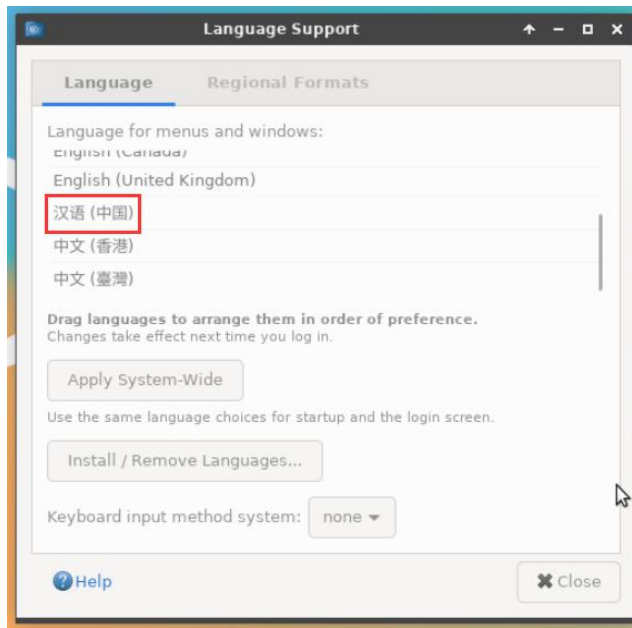 Language Support
Language
Regional Formats
Language for menus and windows:
English (Canada)
English (United Kingdom)
汉语 (中国)
中文 (香港)
中文 (臺灣)
Drag languages to arrange them in order of preference.
Changes take effect next time you log in.
Apply System-Wide
Use the same language choices for startup and the login screen.
Install / Remove Languages...
Keyboard input method system: none
Help
Close